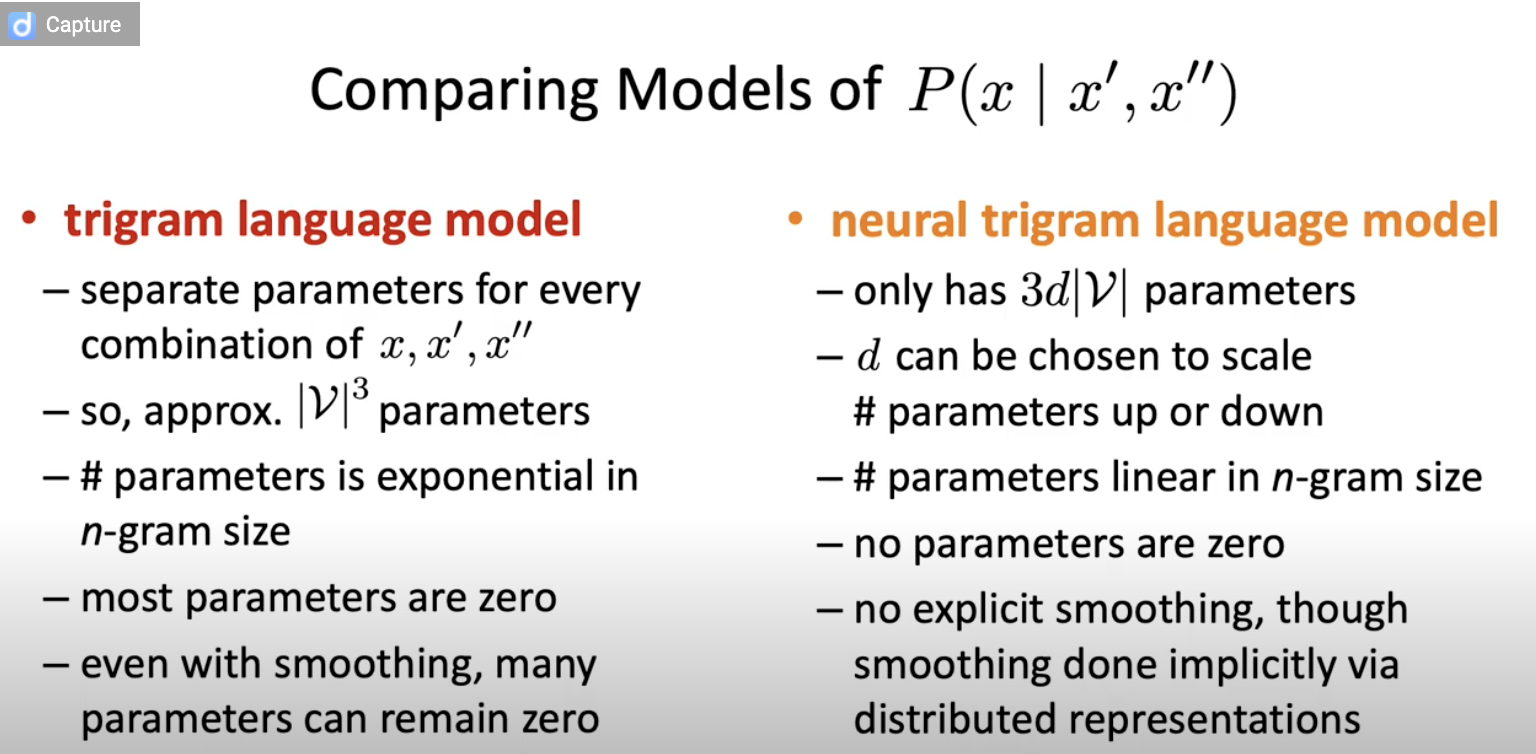 Capture
Comparing Models of P(x | x′, x″)
• trigram language model
– separate parameters for every
combination of x, x′, x″
– so, approx. |𝒱|³ parameters
– # parameters is exponential in
n-gram size
– most parameters are zero
– even with smoothing, many
parameters can remain zero
• neural trigram language model
– only has 3d|𝒱| parameters
– d can be chosen to scale
# parameters up or down
– # parameters linear in n-gram size
– no parameters are zero
– no explicit smoothing, though
smoothing done implicitly via
distributed representations